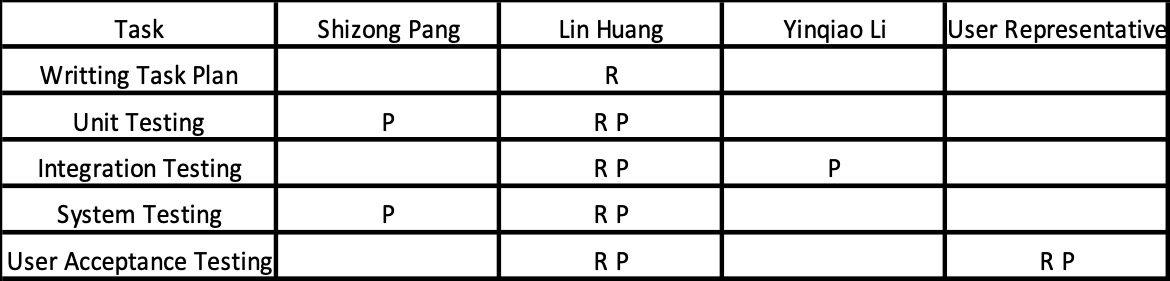 Task Shizong Pang Lin Huang Yinqiao Li User Representative
Writting Task Plan R
Unit Testing P R P
Integration Testing R P P
System Testing P R P
User Acceptance Testing R P R P